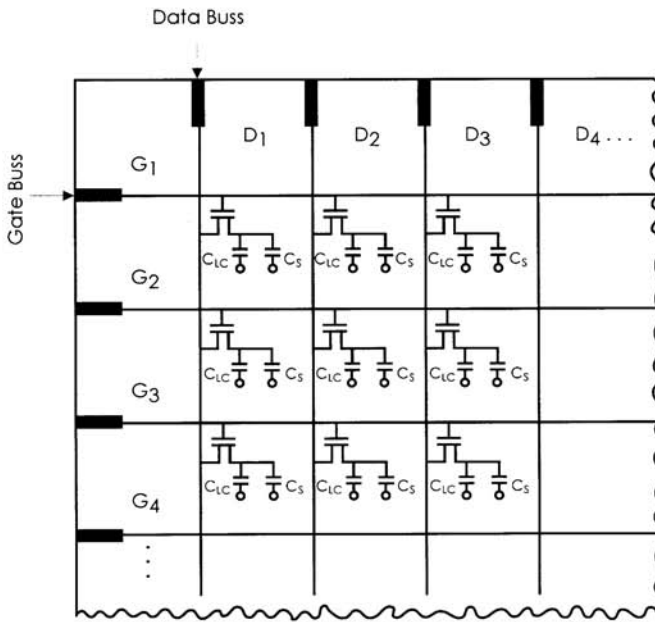 Data Buss
Gate Buss
D1 D2 D3 D4 . . .
G1
CLC CS CLC CS CLC CS
G2
CLC CS CLC CS CLC CS
G3
CLC CS CLC CS CLC CS
G4